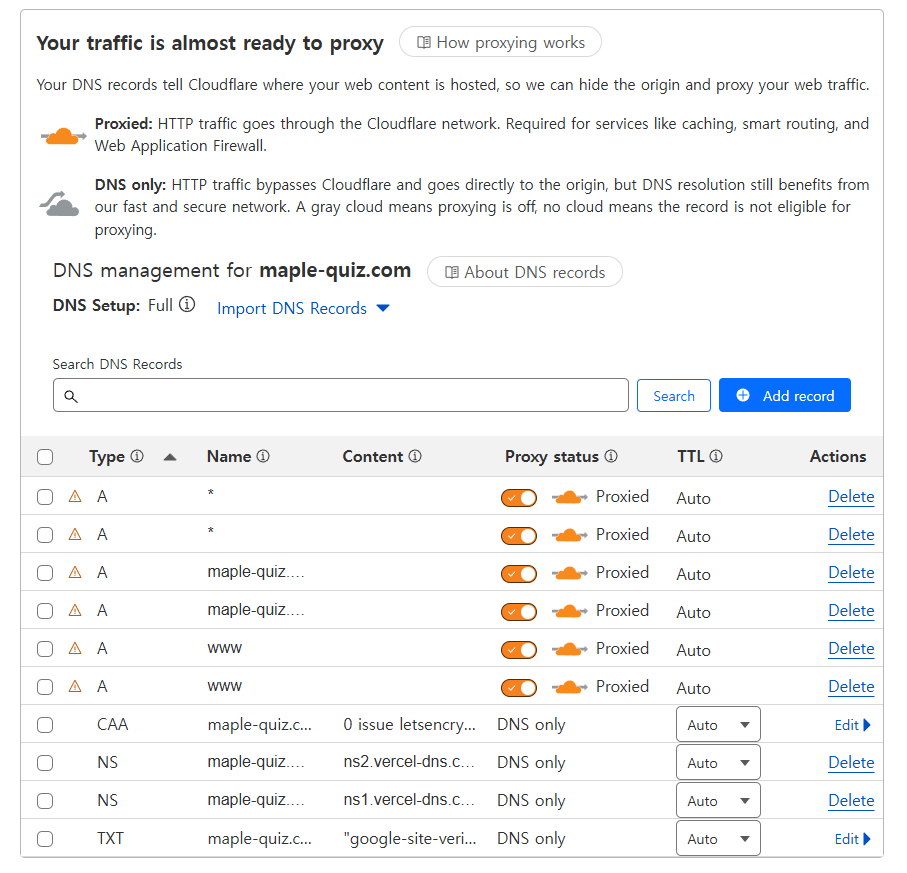 Your traffic is almost ready to proxy How proxying works
Your DNS records tell Cloudflare where your web content is hosted, so we can hide the origin and proxy your web traffic.
Proxied: HTTP traffic goes through the Cloudflare network. Required for services like caching, smart routing, and
Web Application Firewall.
DNS only: HTTP traffic bypasses Cloudflare and goes directly to the origin, but DNS resolution still benefits from
our fast and secure network. A gray cloud means proxying is off, no cloud means the record is not eligible for
proxying.
DNS management for maple-quiz.com About DNS records
DNS Setup: Full Import DNS Records
Search DNS Records
Search Add record
Type Name Content Proxy status TTL Actions
A * Proxied Auto Delete
A * Proxied Auto Delete
A maple-quiz.... Proxied Auto Delete
A maple-quiz.... Proxied Auto Delete
A www Proxied Auto Delete
A www Proxied Auto Delete
CAA maple-quiz.c... 0 issue letsencry... DNS only Auto Edit
NS maple-quiz.... ns2.vercel-dns.c... DNS only Auto Delete
NS maple-quiz.... ns1.vercel-dns.c... DNS only Auto Delete
TXT maple-quiz.c... "google-site-veri... DNS only Auto Edit